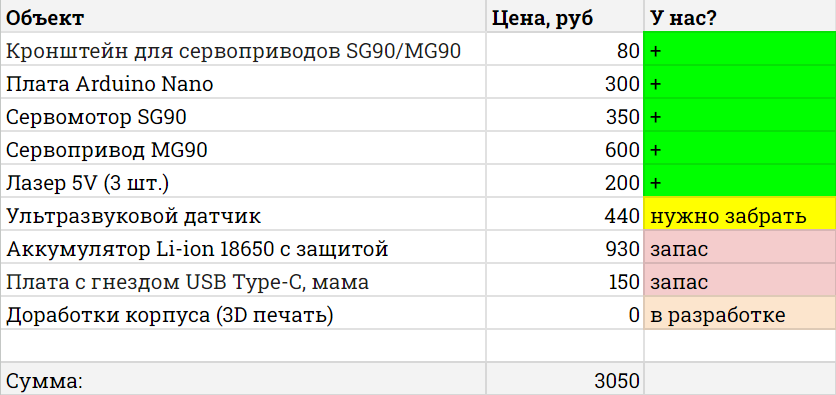 Объект Цена, руб У нас?
Кронштейн для сервоприводов SG90/MG90 80 +
Плата Arduino Nano 300 +
Сервомотор SG90 350 +
Сервопривод MG90 600 +
Лазер 5V (3 шт.) 200 +
Ультразвуковой датчик 440 нужно забрать
Аккумулятор Li-ion 18650 с защитой 930 запас
Плата с гнездом USB Type-C, мама 150 запас
Доработки корпуса (3D печать) 0 в разработке
Сумма: 3050